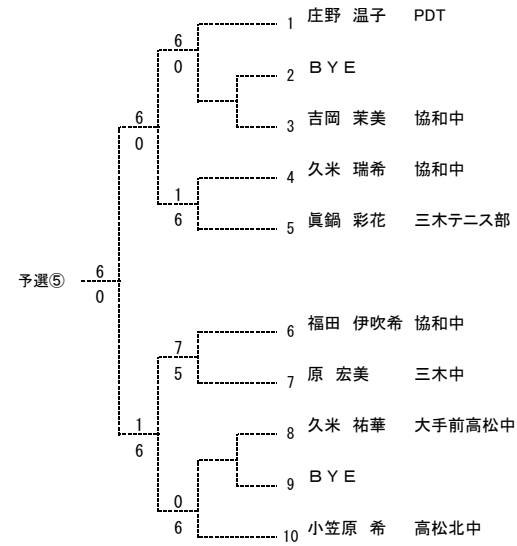 1 庄野 温子 PDT
6
0
2 BYE
6
0
3 吉岡 茉美 協和中
4 久米 瑞希 協和中
1
6
5 眞鍋 彩花 三木テニス部
予選⑤
6
0
6 福田 伊吹希 協和中
7
5
7 原 宏美 三木中
8 久米 祐華 大手前高松中
1
6
9 BYE
0
6
10 小笠原 希 高松北中